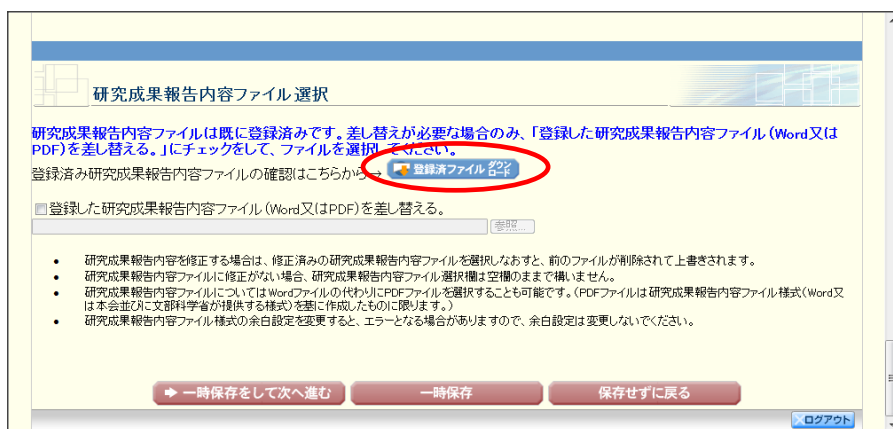 研究成果報告内容ファイル選択
研究成果報告内容ファイルは既に登録済みです。差し替えが必要な場合のみ、「登録した研究成果報告内容ファイル(Word又は
PDF)を差し替える。」にチェックをして、ファイルを選択してください。
登録済み研究成果報告内容ファイルの確認はこちらから→ 登録済ファイル ダウンロード
登録した研究成果報告内容ファイル(Word又はPDF)を差し替える。
参照...
• 研究成果報告内容を修正する場合は、修正済みの研究成果報告内容ファイルを選択しなおすと、前のファイルが削除されて上書きされます。
• 研究成果報告内容ファイルに修正がない場合、研究成果報告内容ファイル選択欄は空欄のままで構いません。
• 研究成果報告内容ファイルについてはWordファイルの代わりにPDFファイルを選択することも可能です。(PDFファイルは研究成果報告内容ファイル様式(Word又
は本会並びに文部科学省が提供する様式)を基に作成したものに限ります。)
• 研究成果報告内容ファイル様式の余白設定を変更すると、エラーとなる場合がありますので、余白設定は変更しないでください。
一時保存をして次へ進む 一時保存 保存せずに戻る
ログアウト